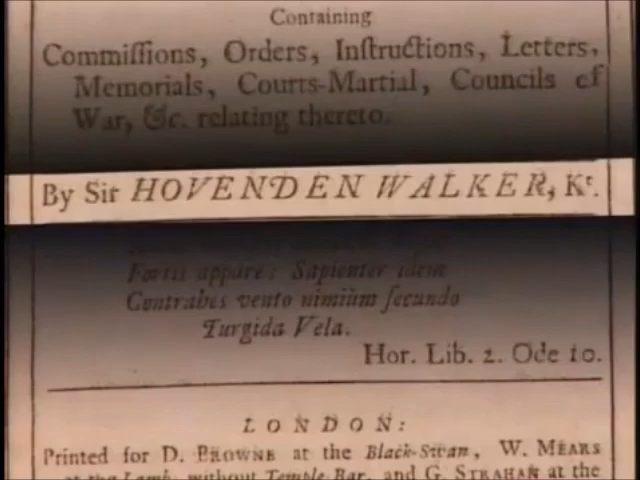 Containing
Commiſſions, Orders, Inſtructions, Letters,
Memorials, Courts-Martial, Councils of
War, &c. relating thereto.
By Sir HOVENDEN WALKER, Kt.
Fortis appare: Sapienter idem
Contrahes vento nimiùm ſecundo
Turgida Vela.
Hor. Lib. 2. Ode 10.
LONDON:
Printed for D. BROWNE at the Black-Swan, W. MEARS
at the Lamb, without Temple-Bar, and G. STRAHAN at the